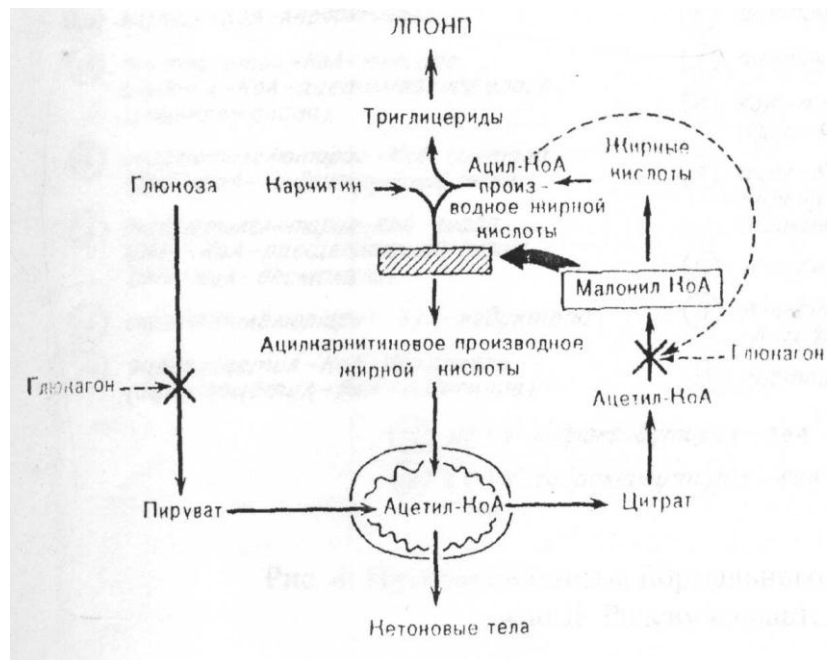 ЛПОНП
Триглицериды
Глюкоза
Карчитин
Ацил-КоА
произ-
водное жирной
кислоты
Жирные
кислоты
Малонил КоА
Ацилкарнитиновое производное
жирной кислоты
Глюкагон
Глюкагон
Ацетил-КоА
Пируват
Ацетил-КоА
Цитрат
Кетоновые тела